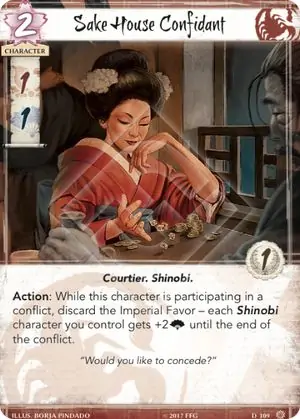 2
Sake House Confidant
CHARACTER
1
1
1
Courtier. Shinobi.
Action: While this character is participating in a
conflict, discard the Imperial Favor – each Shinobi
character you control gets +2 until the end of
the conflict.
“Would you like to concede?”
ILLUS. BORJA PINDADO
© 2017 FFG
D 109